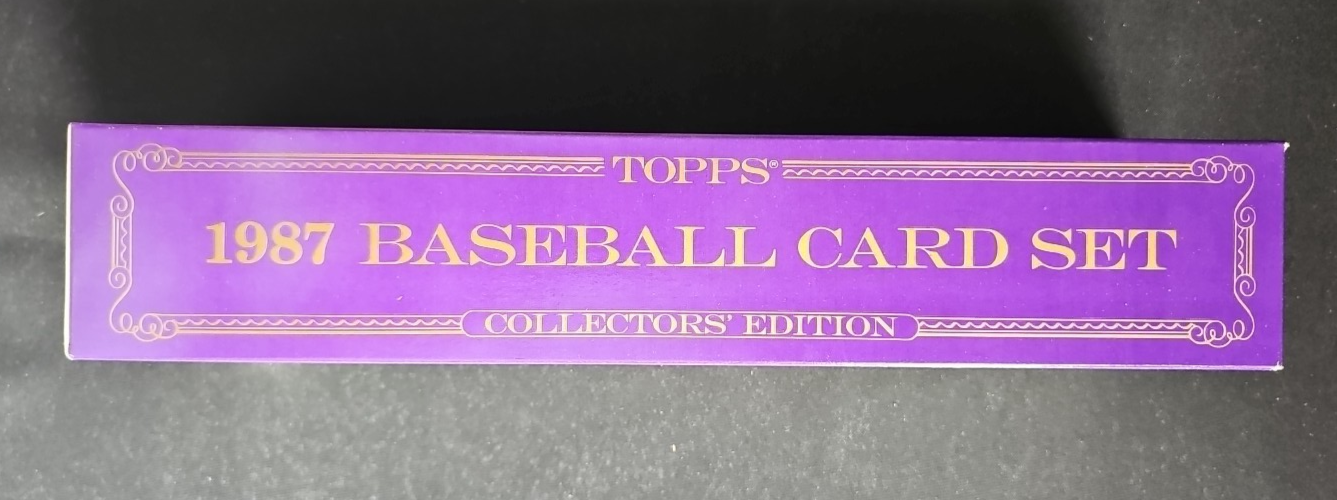 TOPPS®
1987 BASEBALL CARD SET
COLLECTORS' EDITION